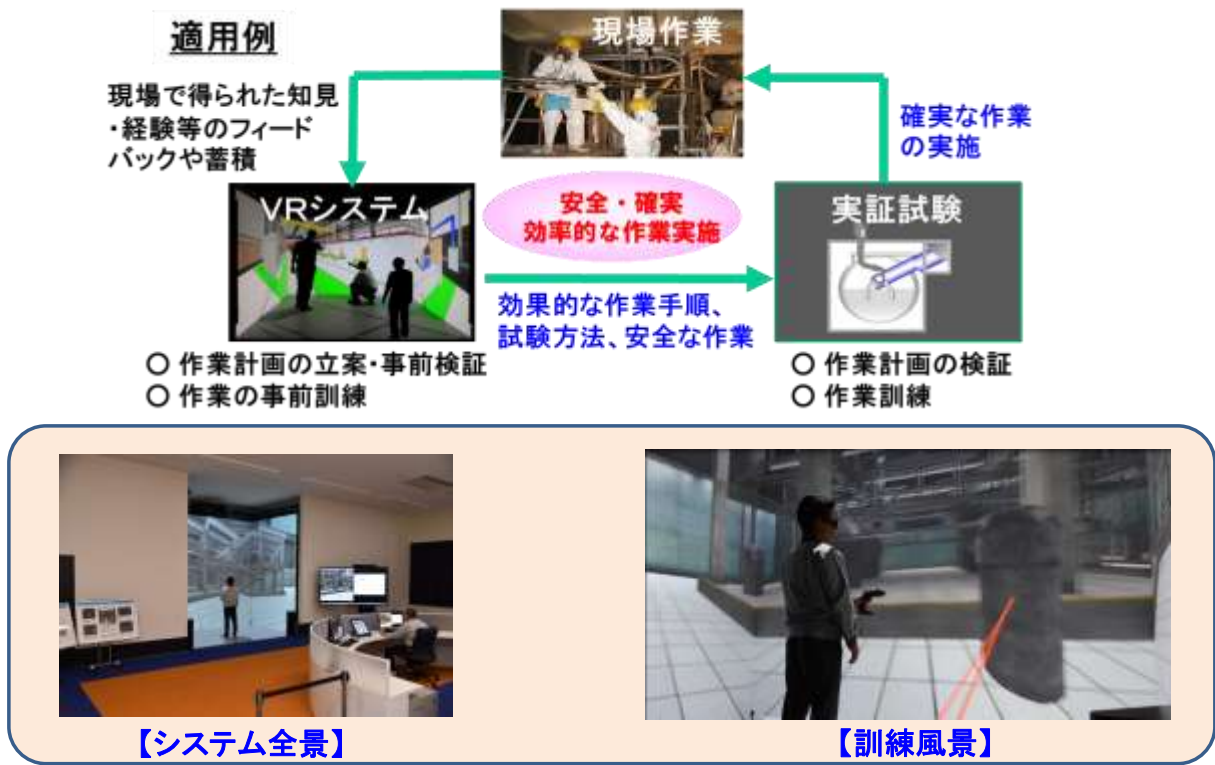 適用例
現場作業
現場で得られた知見
・経験等のフィード
バックや蓄積
確実な作業
の実施
VRシステム
安全・確実
効率的な作業実施
実証試験
効果的な作業手順、
試験方法、安全な作業
○ 作業計画の立案・事前検証
○ 作業の事前訓練
○ 作業計画の検証
○ 作業訓練
【システム全景】
【訓練風景】